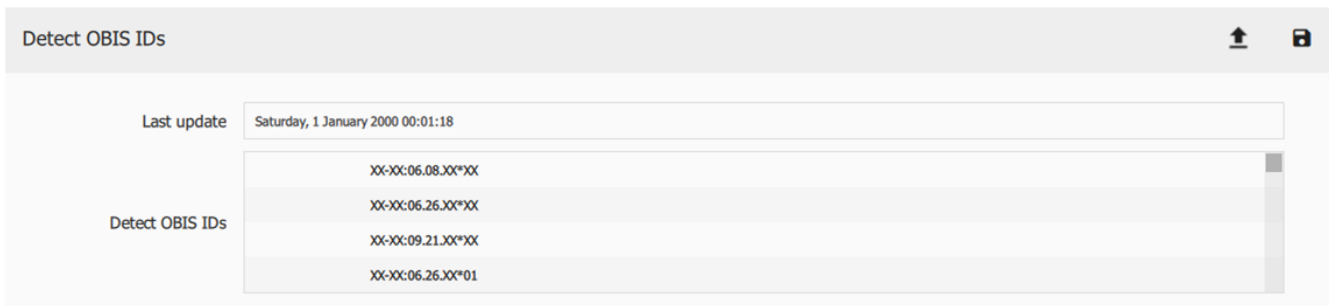 Detect OBIS IDs
Last update
Saturday, 1 January 2000 00:01:18
Detect OBIS IDs
XX-XX:06.08.XX*XX
XX-XX:06.26.XX*XX
XX-XX:09.21.XX*XX
XX-XX:06.26.XX*01